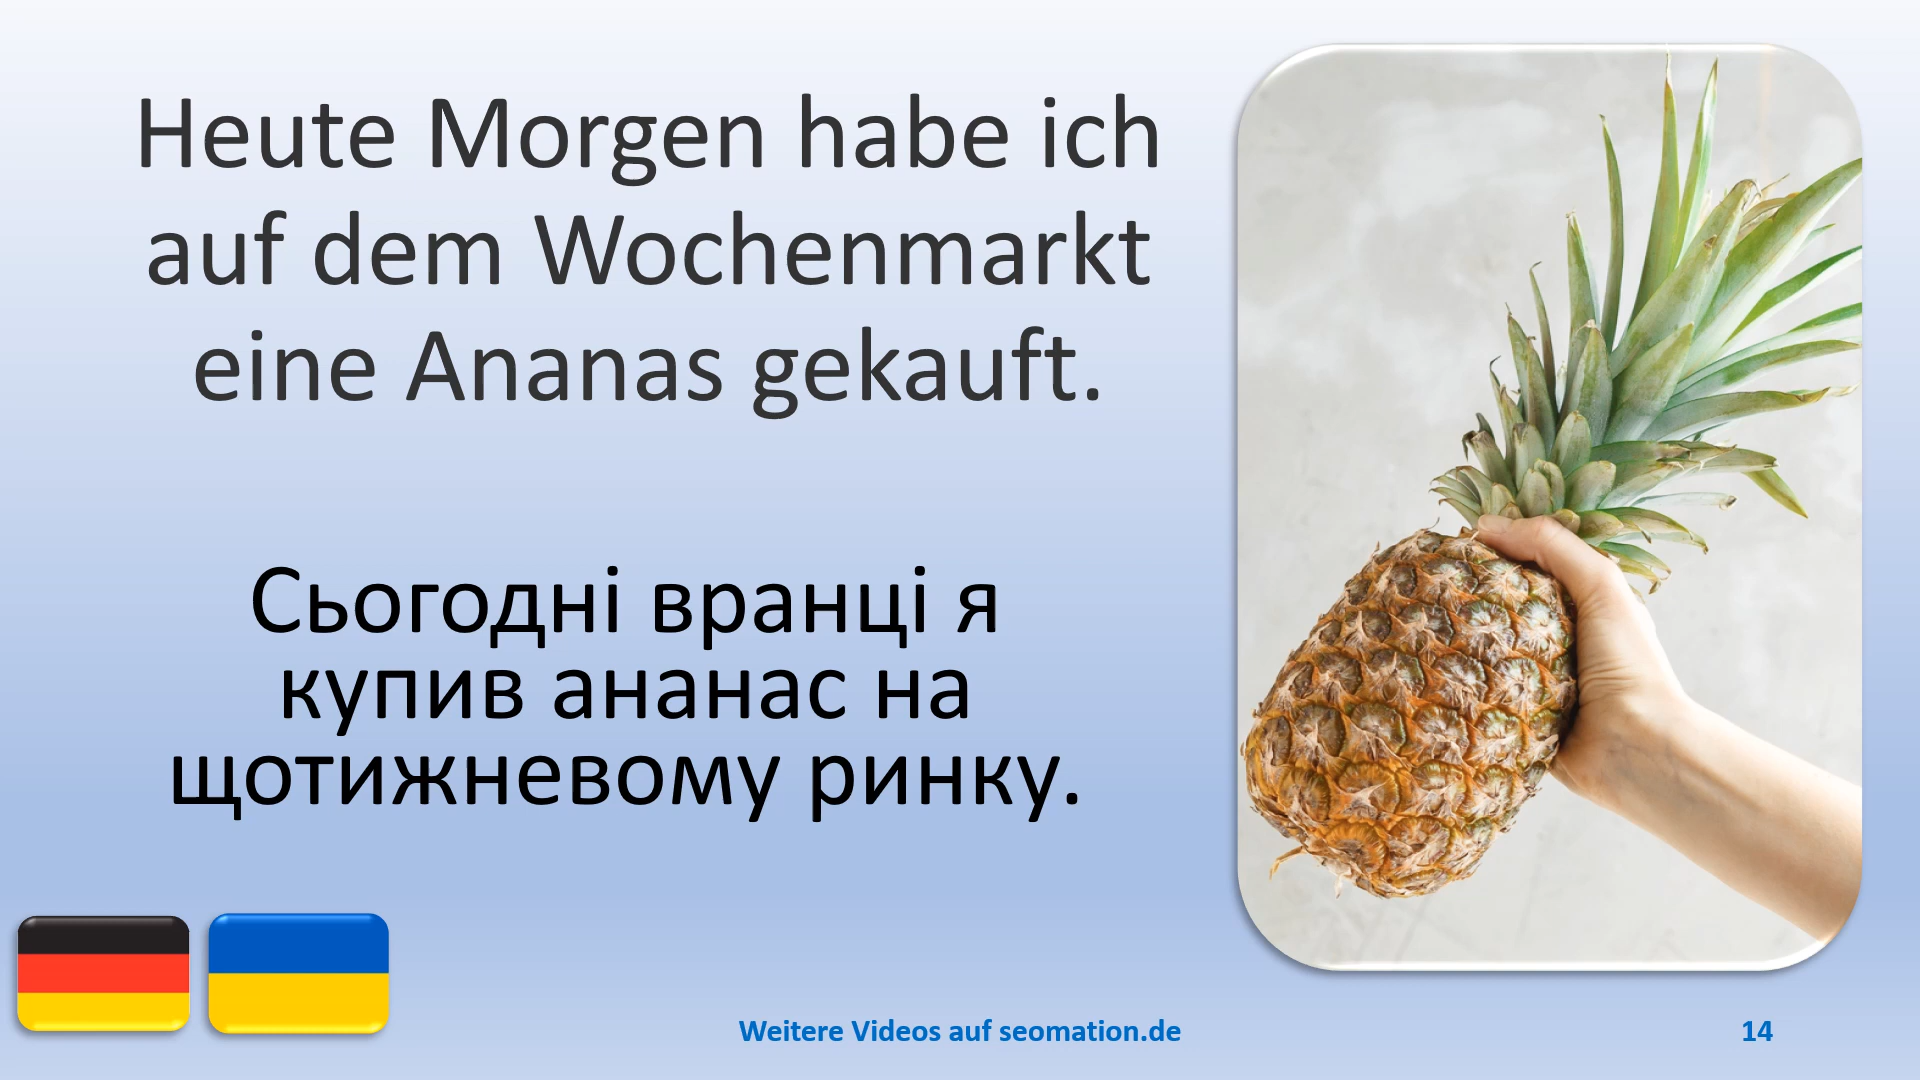 Heute Morgen habe ich
auf dem Wochenmarkt
eine Ananas gekauft.
Сьогодні вранці я
купив ананас на
щотижневому ринку.
Weitere Videos auf seomation.de
14